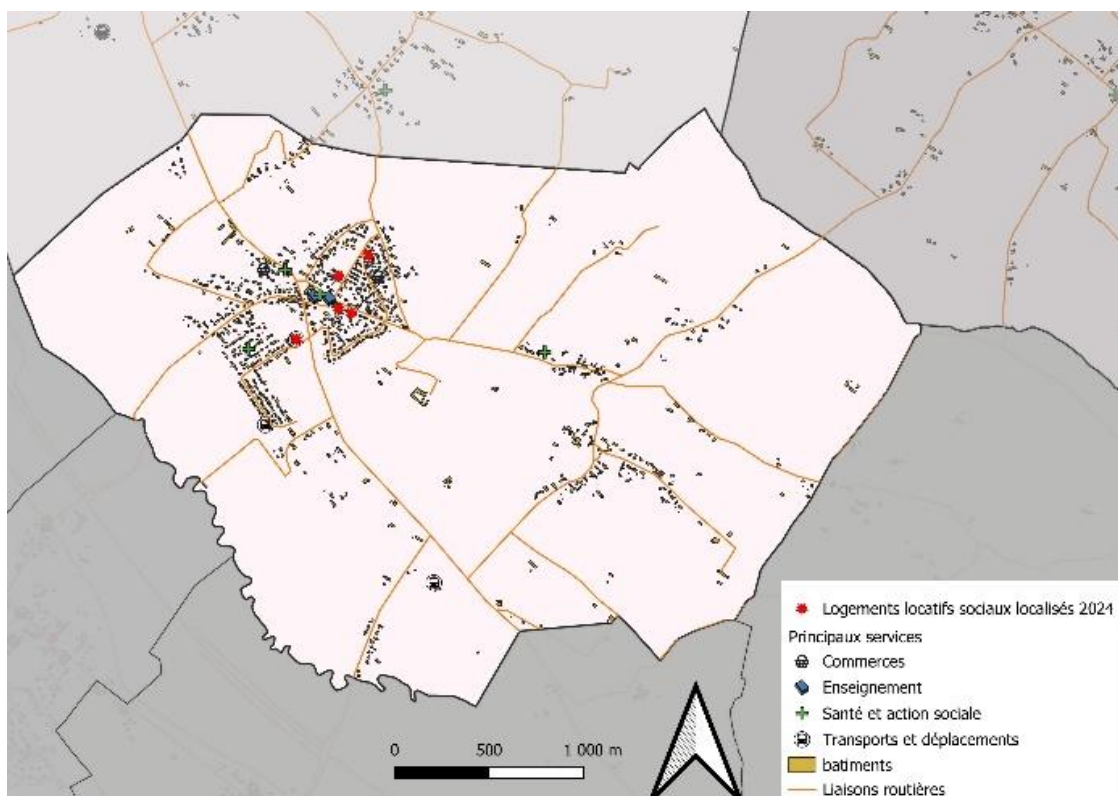 Logements locatifs sociaux localisés 2024
Principaux services
Commerces
Enseignement
Santé et action sociale
Transports et déplacements
batiments
Liaisons routières
0 500 1 000 m